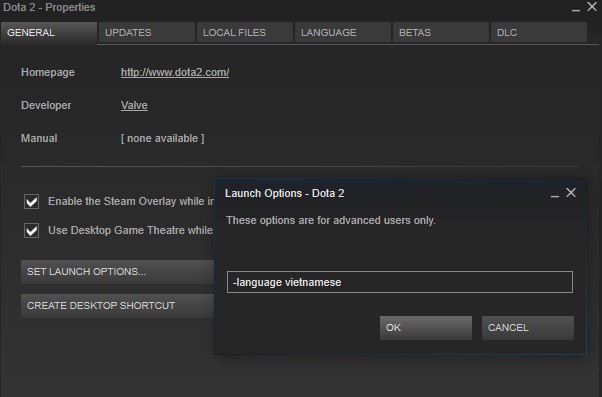 Dota 2 - Properties
GENERAL UPDATES LOCAL FILES LANGUAGE BETAS DLC
Homepage http://www.dota2.com/
Developer Valve
Manual [ none available ]
Enable the Steam Overlay while in
Use Desktop Game Theatre while
SET LAUNCH OPTIONS...
CREATE DESKTOP SHORTCUT
Launch Options - Dota 2
These options are for advanced users only.
-language vietnamese
OK CANCEL